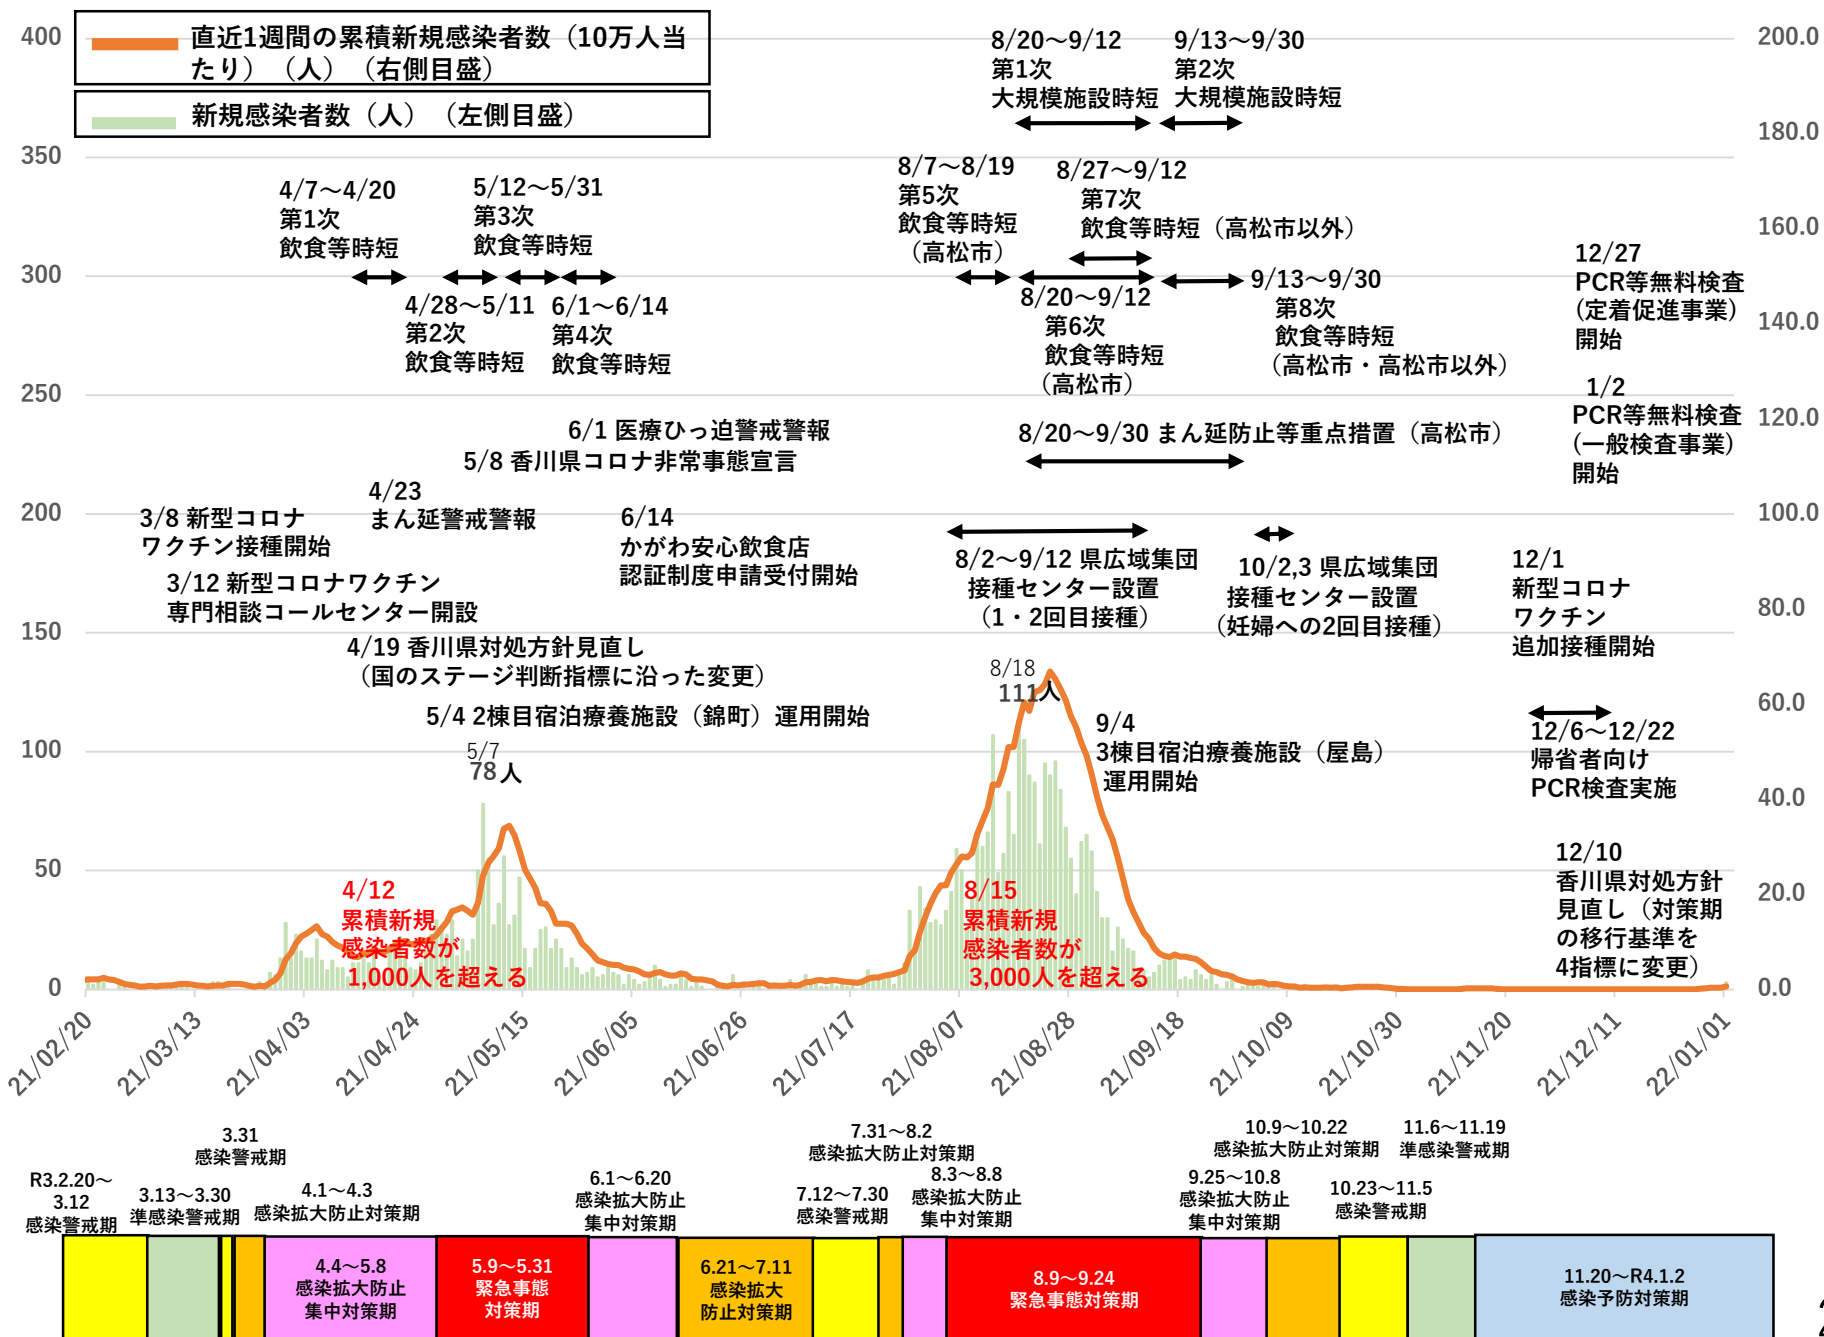 直近1週間の累積新規感染者数（10万人当
たり）（人）（右側目盛）
新規感染者数（人）（左側目盛）
400
350
300
250
200
150
100
50
0
200.0
180.0
160.0
140.0
120.0
100.0
80.0
60.0
40.0
20.0
0.0
8/20～9/12
第1次
大規模施設時短
9/13～9/30
第2次
大規模施設時短
4/7～4/20
第1次
飲食等時短
5/12～5/31
第3次
飲食等時短
8/7～8/19
第5次
飲食等時短
（高松市）
8/27～9/12
第7次
飲食等時短（高松市以外）
4/28～5/11
第2次
飲食等時短
6/1～6/14
第4次
飲食等時短
8/20～9/12
第6次
飲食等時短
（高松市）
9/13～9/30
第8次
飲食等時短
（高松市・高松市以外）
12/27
PCR等無料検査
(定着促進事業)
開始
1/2
PCR等無料検査
(一般検査事業)
開始
6/1 医療ひっ迫警戒警報
5/8 香川県コロナ非常事態宣言
8/20～9/30 まん延防止等重点措置（高松市）
4/23
まん延警戒警報
3/8 新型コロナ
ワクチン接種開始
6/14
かがわ安心飲食店
認証制度申請受付開始
3/12 新型コロナワクチン
専門相談コールセンター開設
8/2～9/12 県広域集団
接種センター設置
（1・2回目接種）
10/2,3 県広域集団
接種センター設置
（妊婦への2回目接種）
12/1
新型コロナ
ワクチン
追加接種開始
4/19 香川県対処方針見直し
（国のステージ判断指標に沿った変更）
5/4 2棟目宿泊療養施設（錦町）運用開始
5/7
78人
8/18
111人
9/4
3棟目宿泊療養施設（屋島）
運用開始
12/6～12/22
帰省者向け
PCR検査実施
12/10
香川県対処方針
見直し（対策期
の移行基準を
4指標に変更）
4/12
累積新規
感染者数が
1,000人を超える
8/15
累積新規
感染者数が
3,000人を超える
21/02/20
21/03/13
21/04/03
21/04/24
21/05/15
21/06/05
21/06/26
21/07/17
21/08/07
21/08/28
21/09/18
21/10/09
21/10/30
21/11/20
21/12/11
22/01/01
R3.2.20～
3.12
感染警戒期
3.13～3.30
準感染警戒期
3.31
感染警戒期
4.1～4.3
感染拡大防止対策期
6.1～6.20
感染拡大防止
集中対策期
7.12～7.30
感染警戒期
7.31～8.2
感染拡大防止対策期
8.3～8.8
感染拡大防止
集中対策期
9.25～10.8
感染拡大防止
集中対策期
10.9～10.22
感染拡大防止対策期
10.23～11.5
感染警戒期
11.6～11.19
準感染警戒期
4.4～5.8
感染拡大防止
集中対策期
5.9～5.31
緊急事態
対策期
6.21～7.11
感染拡大
防止対策期
8.9～9.24
緊急事態対策期
11.20～R4.1.2
感染予防対策期